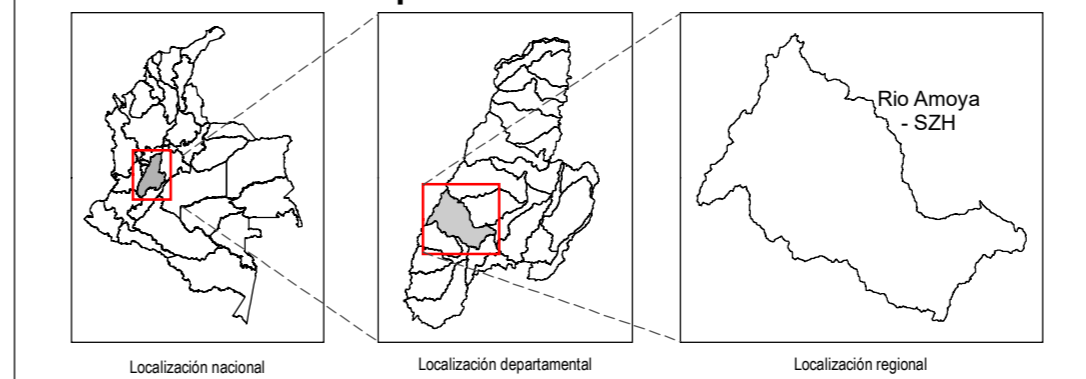 Rio Amoya
- SZH
Localización nacional
Localización departamental
Localización regional